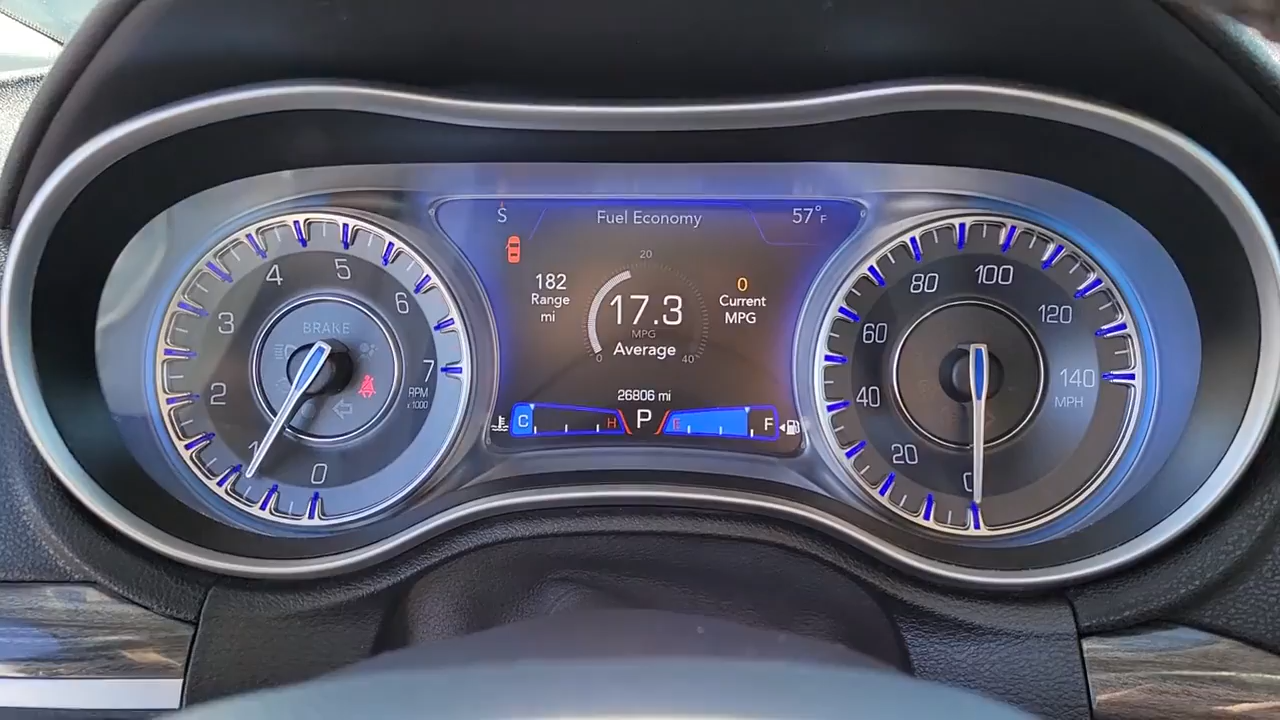 S
Fuel Economy
57°F
182
Range
mi
20
17.3
MPG
Average
0
40
0
Current
MPG
26806 mi
C
H
P
E
F
BRAKE
0
1
2
3
4
5
6
7
RPM
x1000
0
20
40
60
80
100
120
140
MPH